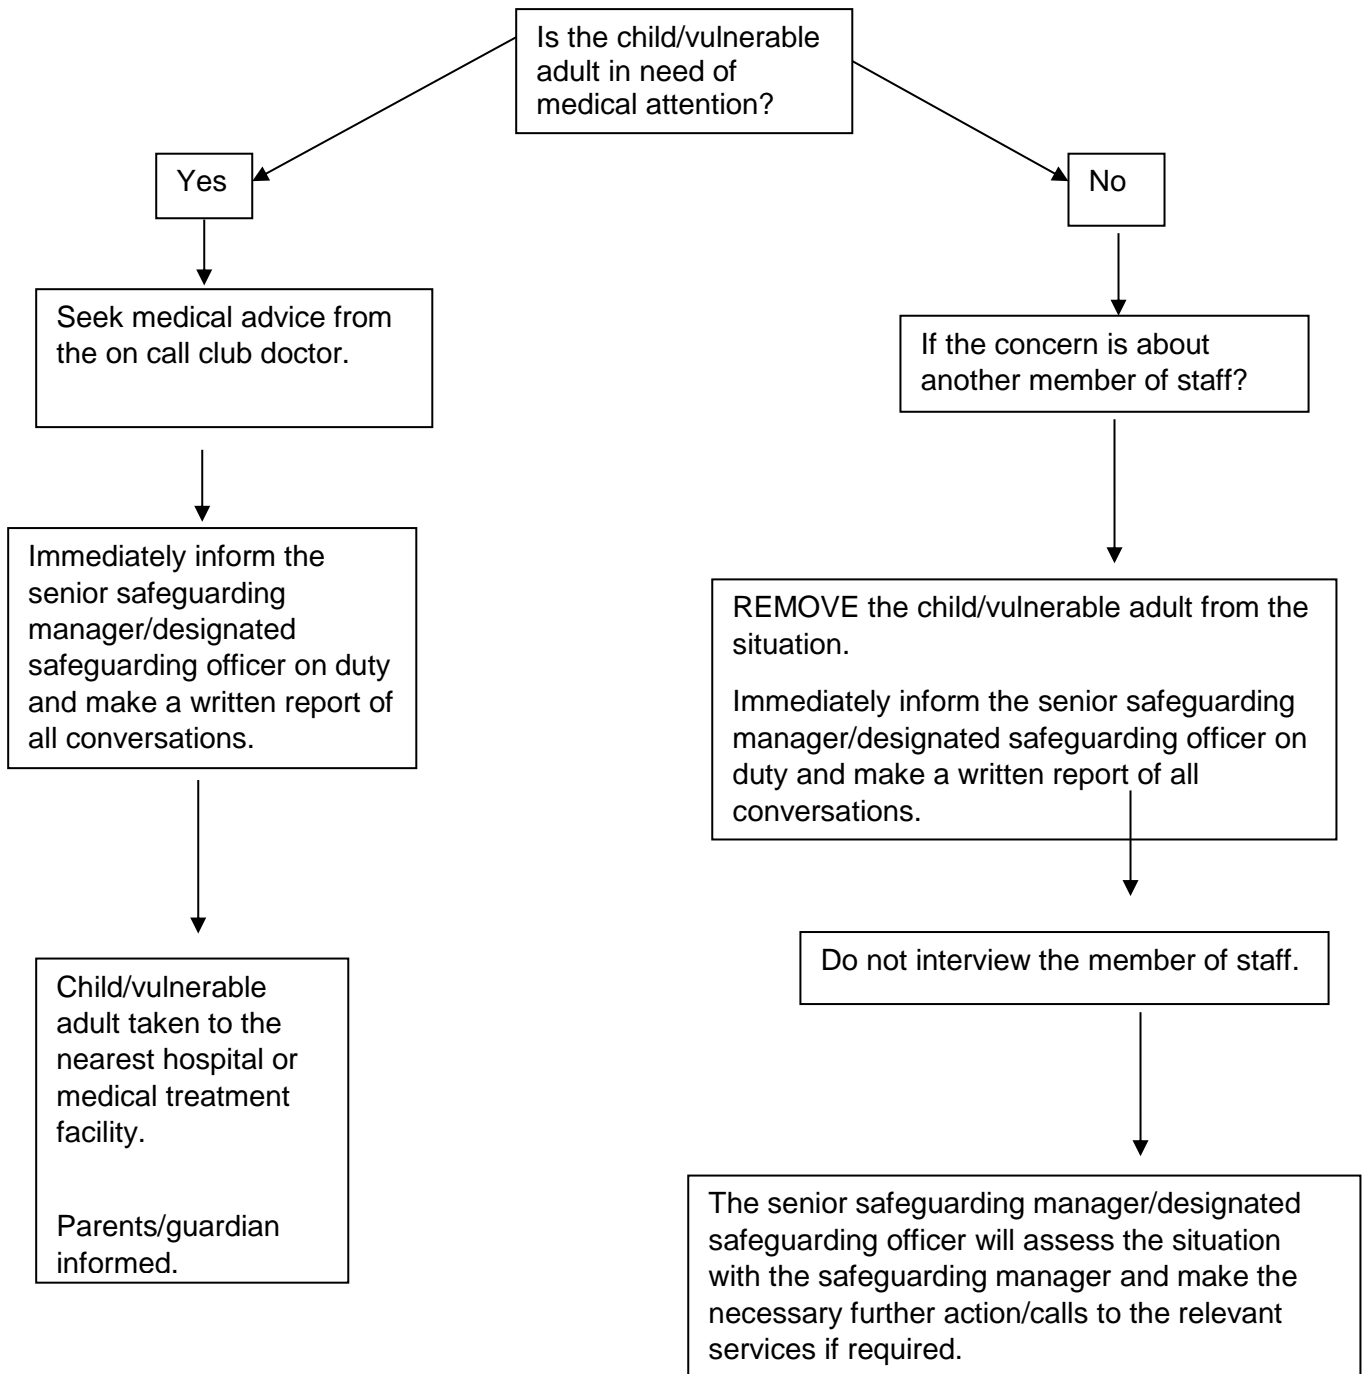 Is the child/vulnerable
adult in need of
medical attention?
Yes
No
Seek medical advice from
the on call club doctor.
If the concern is about
another member of staff?
Immediately inform the
senior safeguarding
manager/designated
safeguarding officer on duty
and make a written report of
all conversations.
REMOVE the child/vulnerable adult from the
situation.
Immediately inform the senior safeguarding
manager/designated safeguarding officer on
duty and make a written report of all
conversations.
Child/vulnerable
adult taken to the
nearest hospital or
medical treatment
facility.
Parents/guardian
informed.
Do not interview the member of staff.
The senior safeguarding manager/designated
safeguarding officer will assess the situation
with the safeguarding manager and make the
necessary further action/calls to the relevant
services if required.